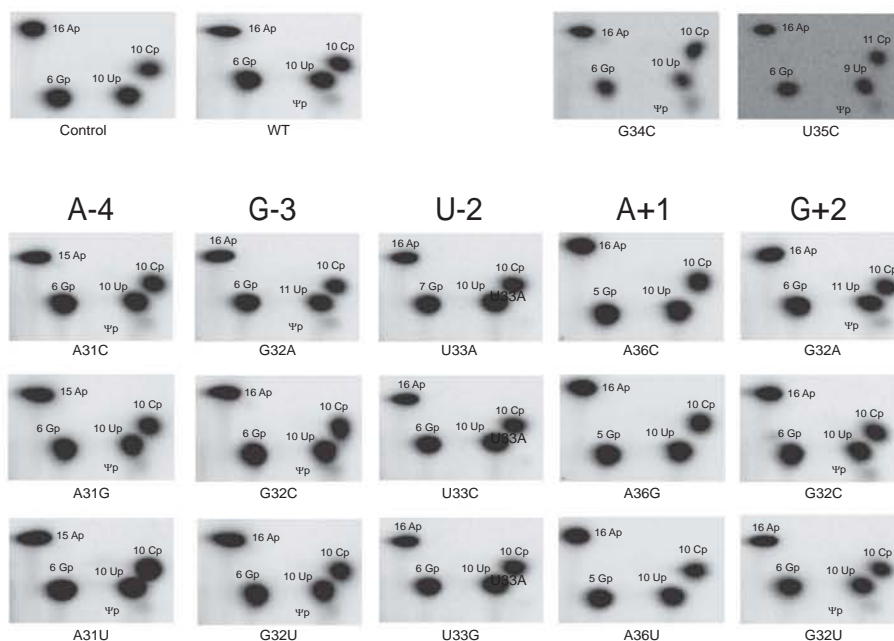 16 Ap
10 Cp
6 Gp
10 Up
Control
16 Ap
10 Cp
6 Gp
10 Up
Ψp
WT
16 Ap
10 Cp
6 Gp
10 Up
Ψp
G34C
16 Ap
11 Cp
6 Gp
9 Up
Ψp
U35C
A-4
G-3
U-2
A+1
G+2
15 Ap
10 Cp
6 Gp
10 Up
Ψp
A31C
16 Ap
10 Cp
6 Gp
11 Up
Ψp
G32A
16 Ap
10 Cp
7 Gp
10 Up
U33A
U33A
16 Ap
10 Cp
5 Gp
10 Up
A36C
16 Ap
10 Cp
6 Gp
11 Up
Ψp
G32A
15 Ap
10 Cp
6 Gp
10 Up
Ψp
A31G
16 Ap
10 Cp
6 Gp
10 Up
Ψp
G32C
16 Ap
10 Cp
6 Gp
10 Up
U33A
U33C
16 Ap
10 Cp
5 Gp
10 Up
A36G
16 Ap
10 Cp
6 Gp
10 Up
Ψp
G32C
15 Ap
10 Cp
6 Gp
10 Up
Ψp
A31U
16 Ap
10 Cp
6 Gp
10 Up
Ψp
G32U
16 Ap
10 Cp
6 Gp
10 Up
U33A
U33G
16 Ap
10 Cp
5 Gp
10 Up
A36U
16 Ap
10 Cp
6 Gp
10 Up
Ψp
G32U